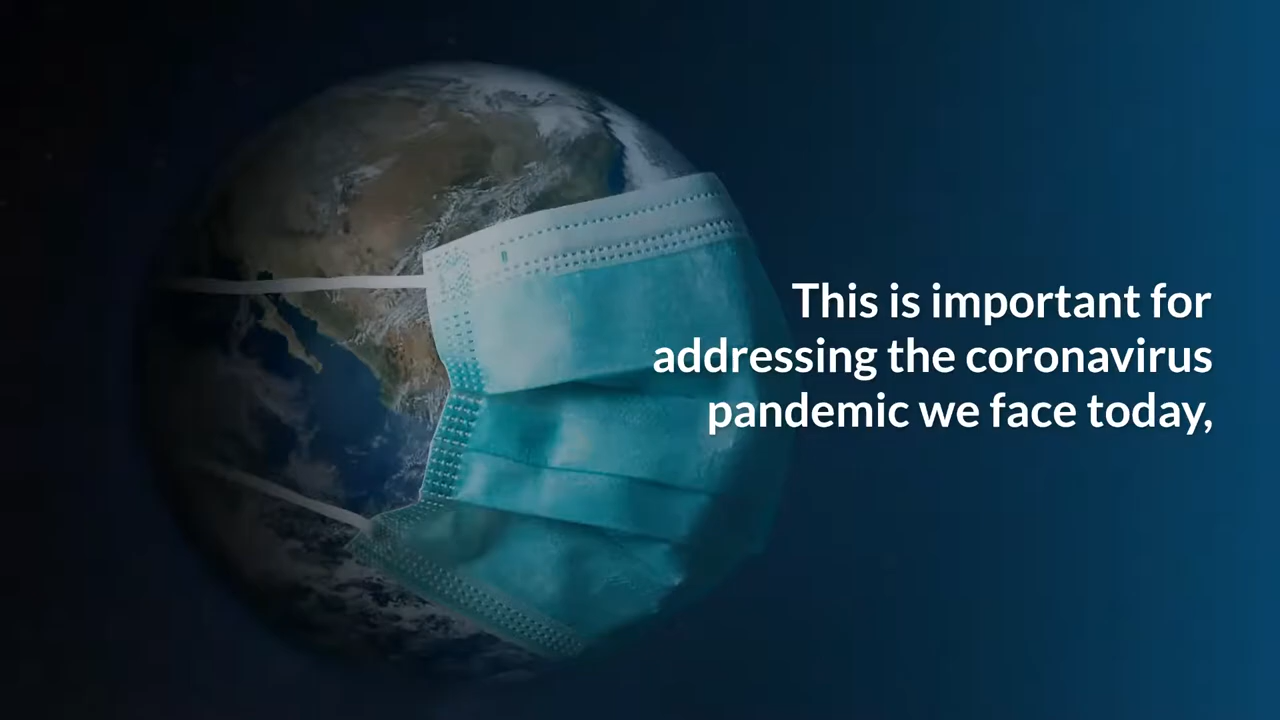 This is important for
addressing the coronavirus
pandemic we face today,